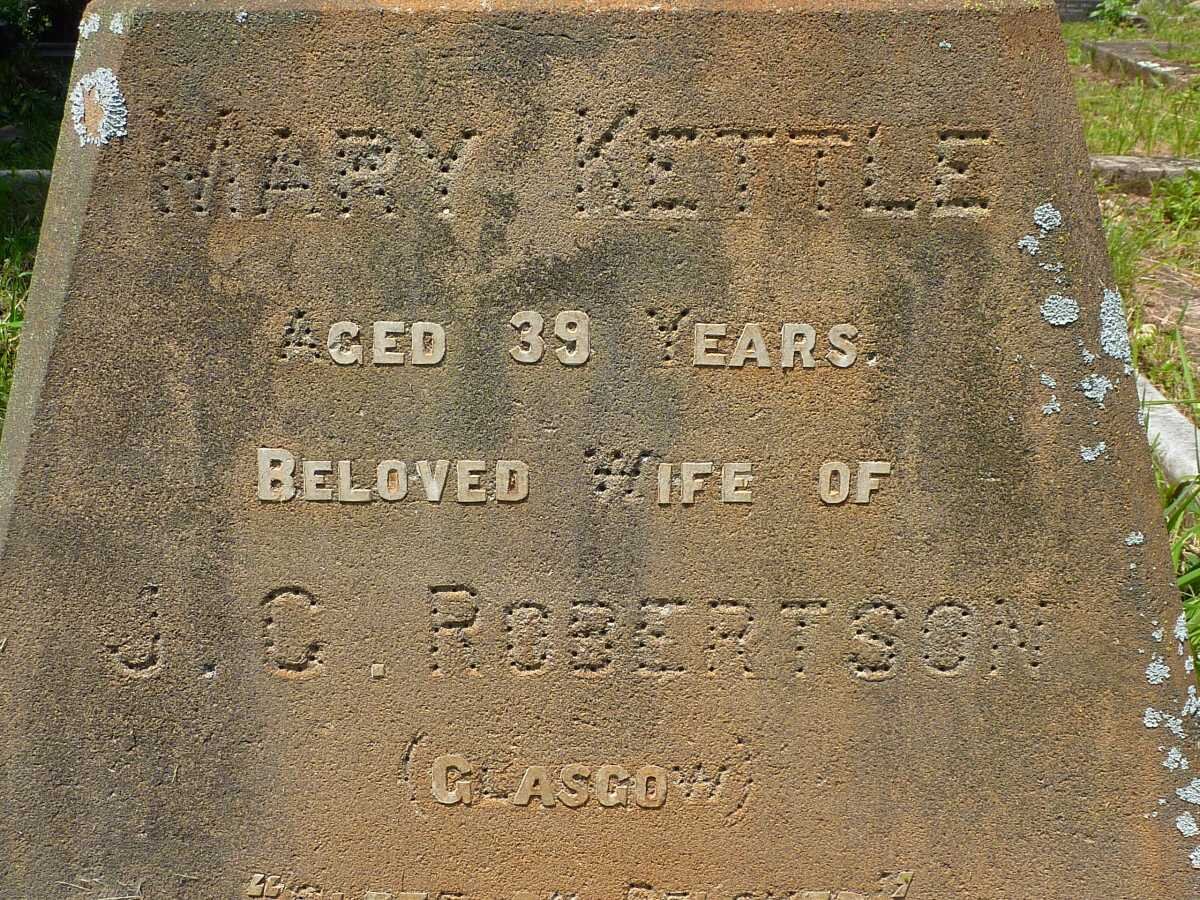 MARY KETTLE
AGED 39 YEARS.
BELOVED WIFE OF
J. C. ROBERTSON
(GLASGOW)